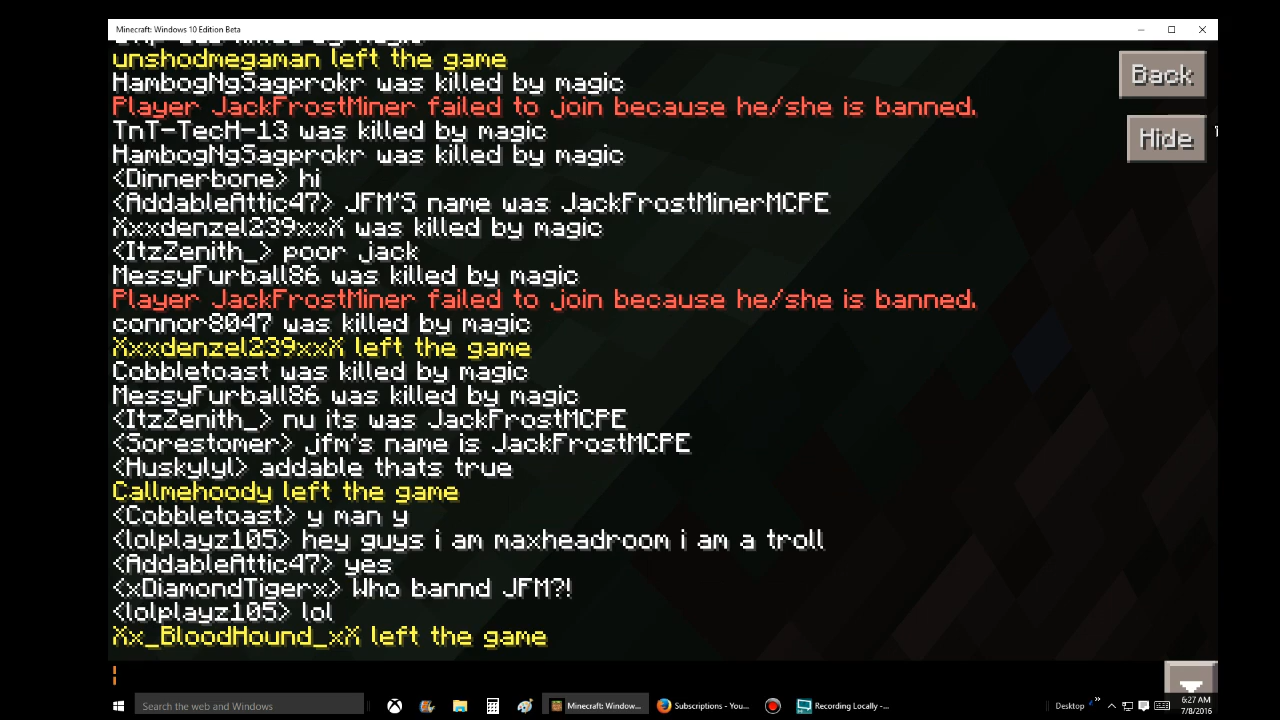 Minecraft: Windows 10 Edition Beta
unshodmegaman left the game
HambogNgSagprokr was killed by magic
Player JackFrostMiner failed to join because he/she is banned.
TnT-TecH-13 was killed by magic
HambogNgSagprokr was killed by magic
<Dinnerbone> hi
<AddableAttic47> JFM'S name was JackFrostMinerMCPE
Xxxdenzel239xxX was killed by magic
<ItzZenith_> poor jack
MessyFurball86 was killed by magic
Player JackFrostMiner failed to join because he/she is banned.
connor8047 was killed by magic
Xxxdenzel239xxX left the game
Cobbletoast was killed by magic
MessyFurball86 was killed by magic
<ItzZenith_> nu its was JackFrostMCPE
<Sorestomer> jfm's name is JackFrostMCPE
<Huskylyl> addable thats true
Callmehoody left the game
<Cobbletoast> y man y
<lolplayz105> hey guys i am maxheadroom i am a troll
<AddableAttic47> yes
<xDiamondTigerx> Who bannd JFM?!
<lolplayz105> lol
Xx_BloodHound_xX left the game
Back
Hide
Search the web and Windows
Minecraft: Window...
Subscriptions - You...
Recording Locally -...
Desktop
6:27 AM
7/8/2016